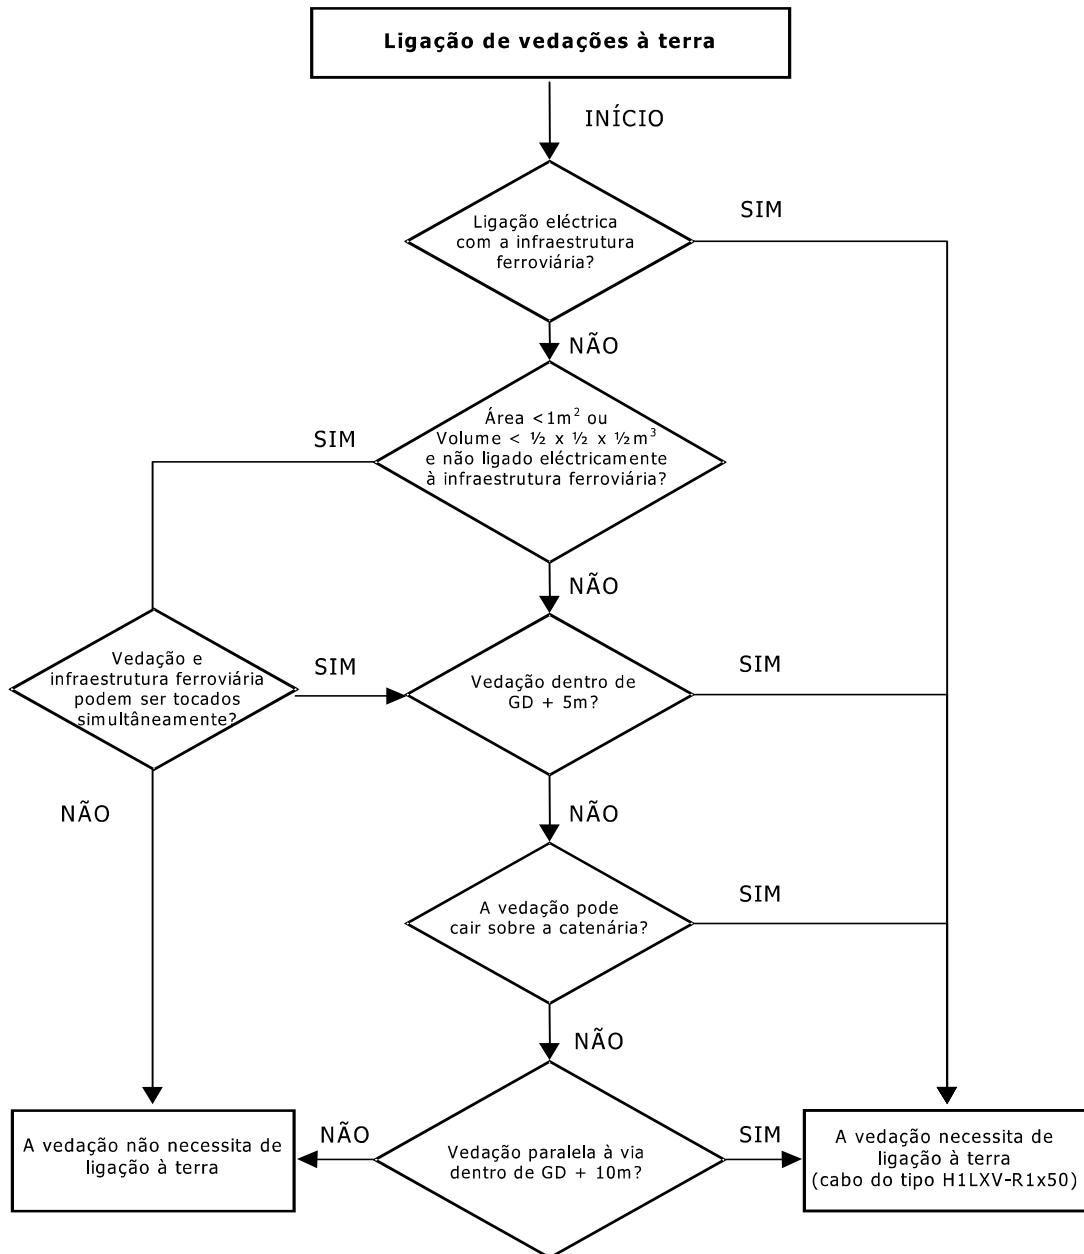 Ligação de vedações à terra
INÍCIO
Ligação eléctrica
com a infraestrutura
ferroviária?
SIM
NÃO
Área <1m²  ou
Volume < ½ x ½ x ½m³
e não ligado eléctricamente
à infraestrutura ferroviária?
SIM
NÃO
Vedação e
infraestrutura ferroviária
podem ser tocados
simultâneamente?
SIM
NÃO
Vedação dentro de
GD + 5m?
SIM
NÃO
A vedação pode
cair sobre a catenária?
SIM
NÃO
Vedação paralela à via
dentro de GD + 10m?
NÃO
SIM
A vedação não necessita de
ligação à terra
A vedação necessita de
ligação à terra
(cabo do tipo H1LXV-R1x50)